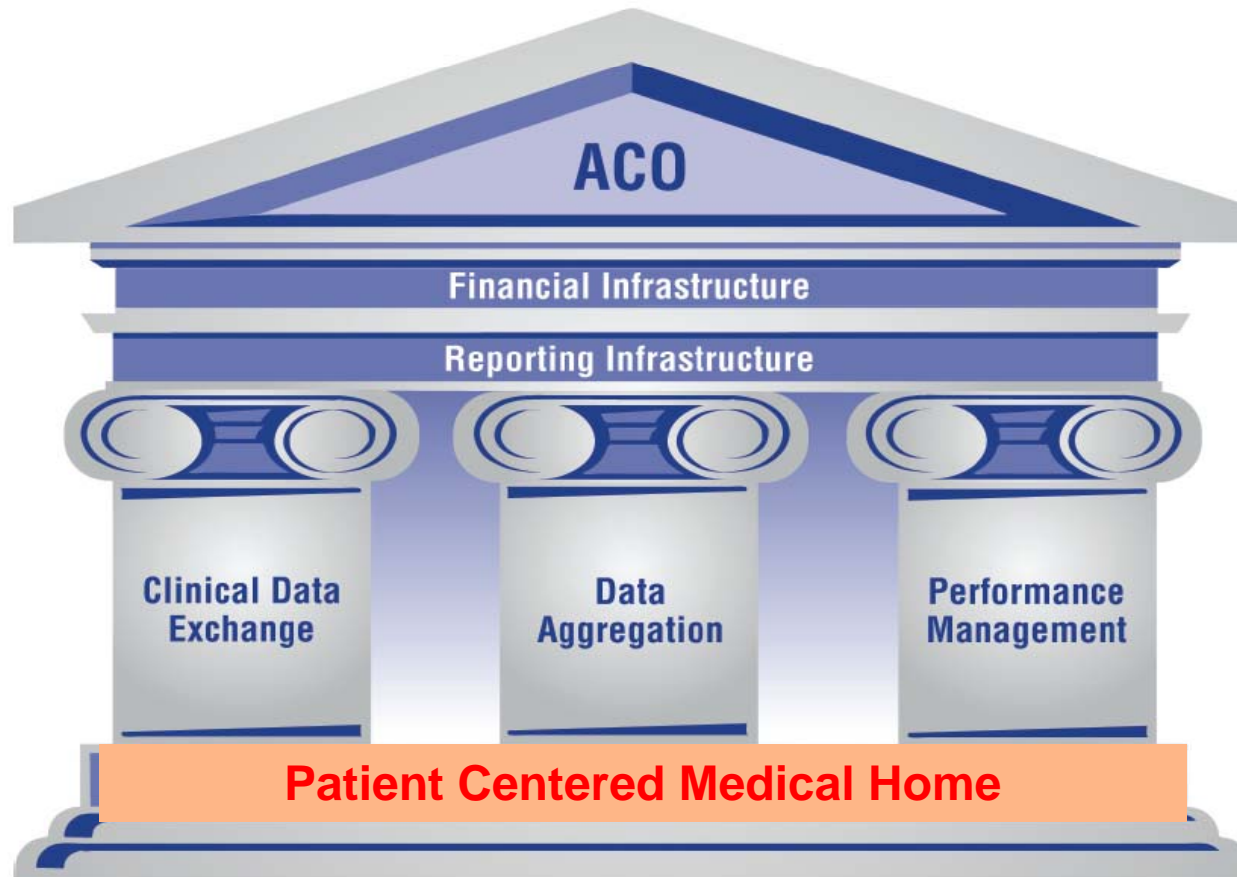 ACO
Financial Infrastructure
Reporting Infrastructure
Clinical Data
Exchange
Data
Aggregation
Performance
Management
Patient Centered Medical Home